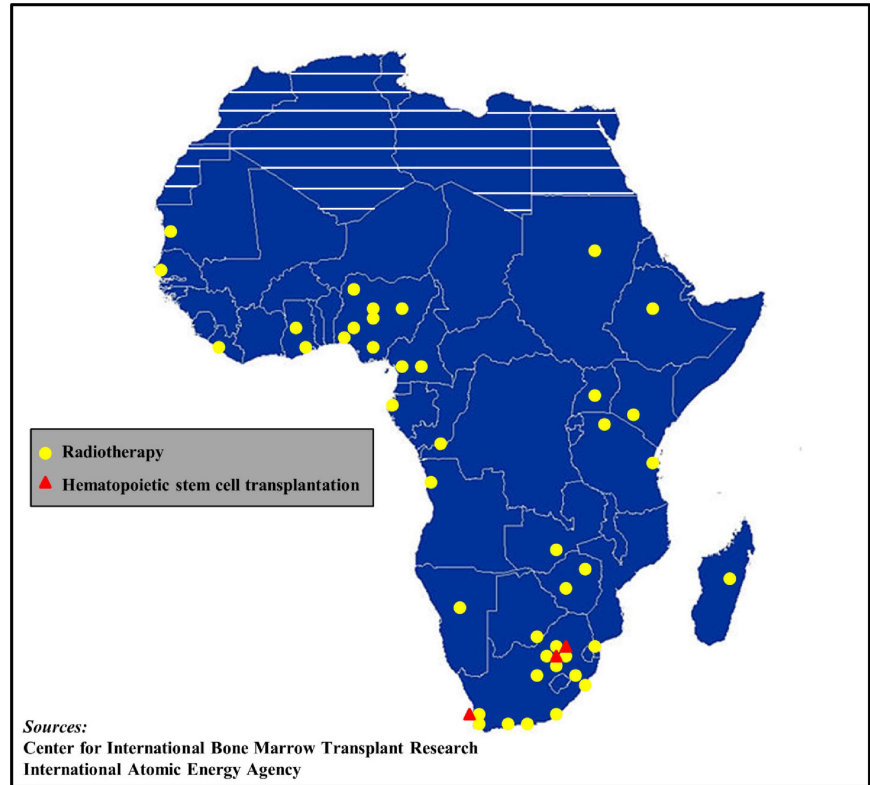 Radiotherapy
Hematopoietic stem cell transplantation
Sources:
Center for International Bone Marrow Transplant Research
International Atomic Energy Agency